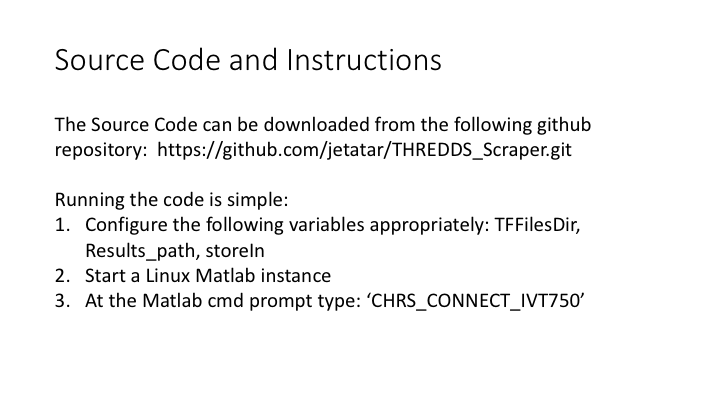 Source Code and Instructions
The Source Code can be downloaded from the following github
repository:  https://github.com/jetatar/THREDDS_Scraper.git
Running the code is simple:
1. Configure the following variables appropriately: TFFilesDir,
Results_path, storeIn
2. Start a Linux Matlab instance
3. At the Matlab cmd prompt type: ‘CHRS_CONNECT_IVT750’